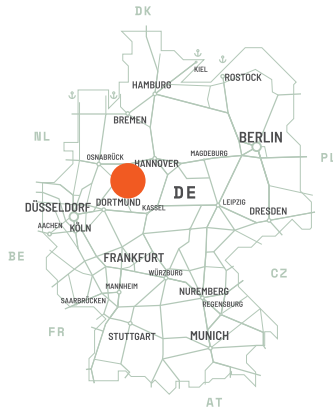 DK
KIEL
ROSTOCK
HAMBURG
BREMEN
NL
BERLIN
OSNABRÜCK
HANNOVER
MAGDEBURG
PL
DE
DORTMUND
KASSEL
LEIPZIG
DÜSSELDORF
DRESDEN
AACHEN
KÖLN
BE
FRANKFURT
WÜRZBURG
CZ
MANNHEIM
NUREMBERG
SAARBRÜCKEN
REGENSBURG
FR
STUTTGART
MUNICH
AT